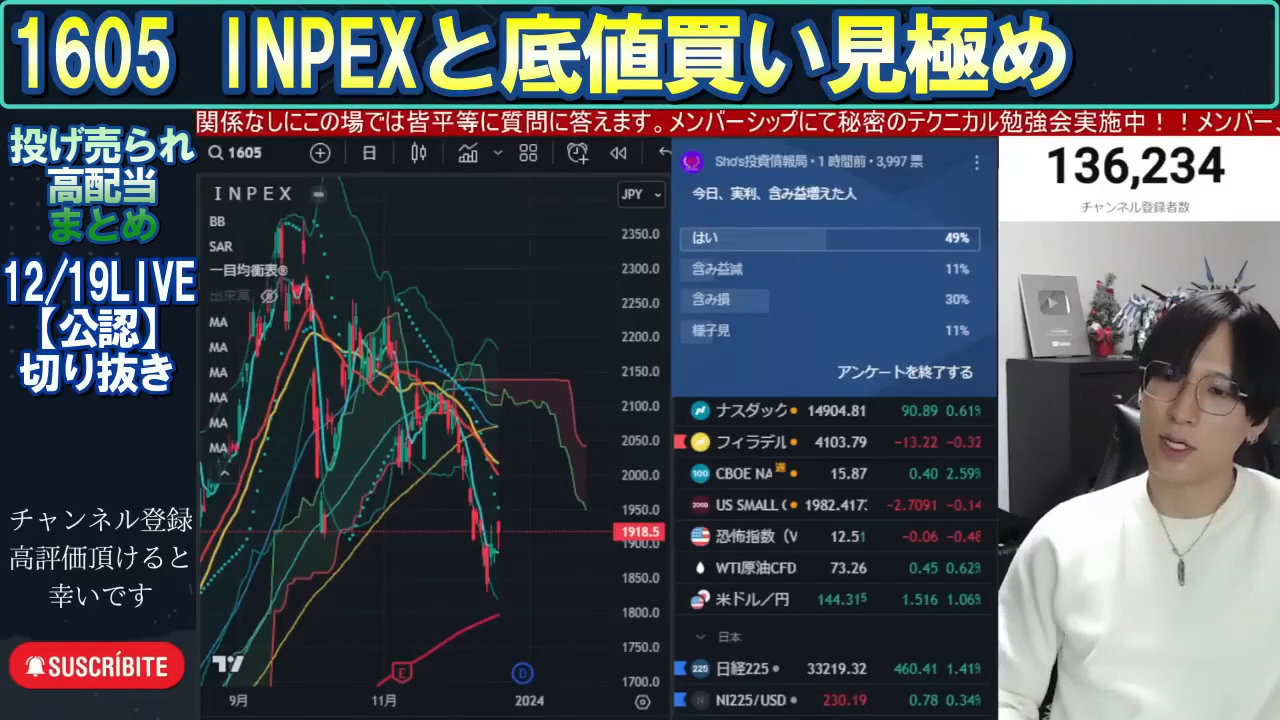 1605 INPEXと底値買い見極め
関係なしにこの場では皆平等に質問に答えます。メンバーシップにて秘密のテクニカル勉強会実施中！！メンバー
投げ売られ
高配当
まとめ
12/19LIVE
【公認】
切り抜き
チャンネル登録
高評価頂けると
幸いです
SUSCRÍBITE
1605
日
INPEX
JPY
BB
SAR
一目均衡表
出来高
MA
MA
MA
MA
MA
MA
2350.0
2300.0
2250.0
2200.0
2150.0
2100.0
2050.0
2000.0
1950.0
1918.5
1900.0
1850.0
1800.0
1750.0
1700.0
E
D
9月
11月
2024
Sho's投資情報局・1 時間前・3,997 票
今日、実利、含み益増えた人
はい 49%
含み益減 11%
含み損 30%
様子見 11%
アンケートを終了する
ナスダック 14904.81 90.89 0.61%
フィラデル 4103.79 -13.22 -0.32
100 CBOE NA 週 15.87 0.40 2.59%
2000 US SMALL C 1982.417 -2.7091 -0.14
恐怖指数（V 12.51 -0.06 -0.48
WTI原油CFD 73.26 0.45 0.62%
米ドル／円 144.315 1.516 1.06%
日本
225 日経225 33219.32 460.41 1.41%
N NI225/USD 230.19 0.78 0.34%
136,234
チャンネル登録者数